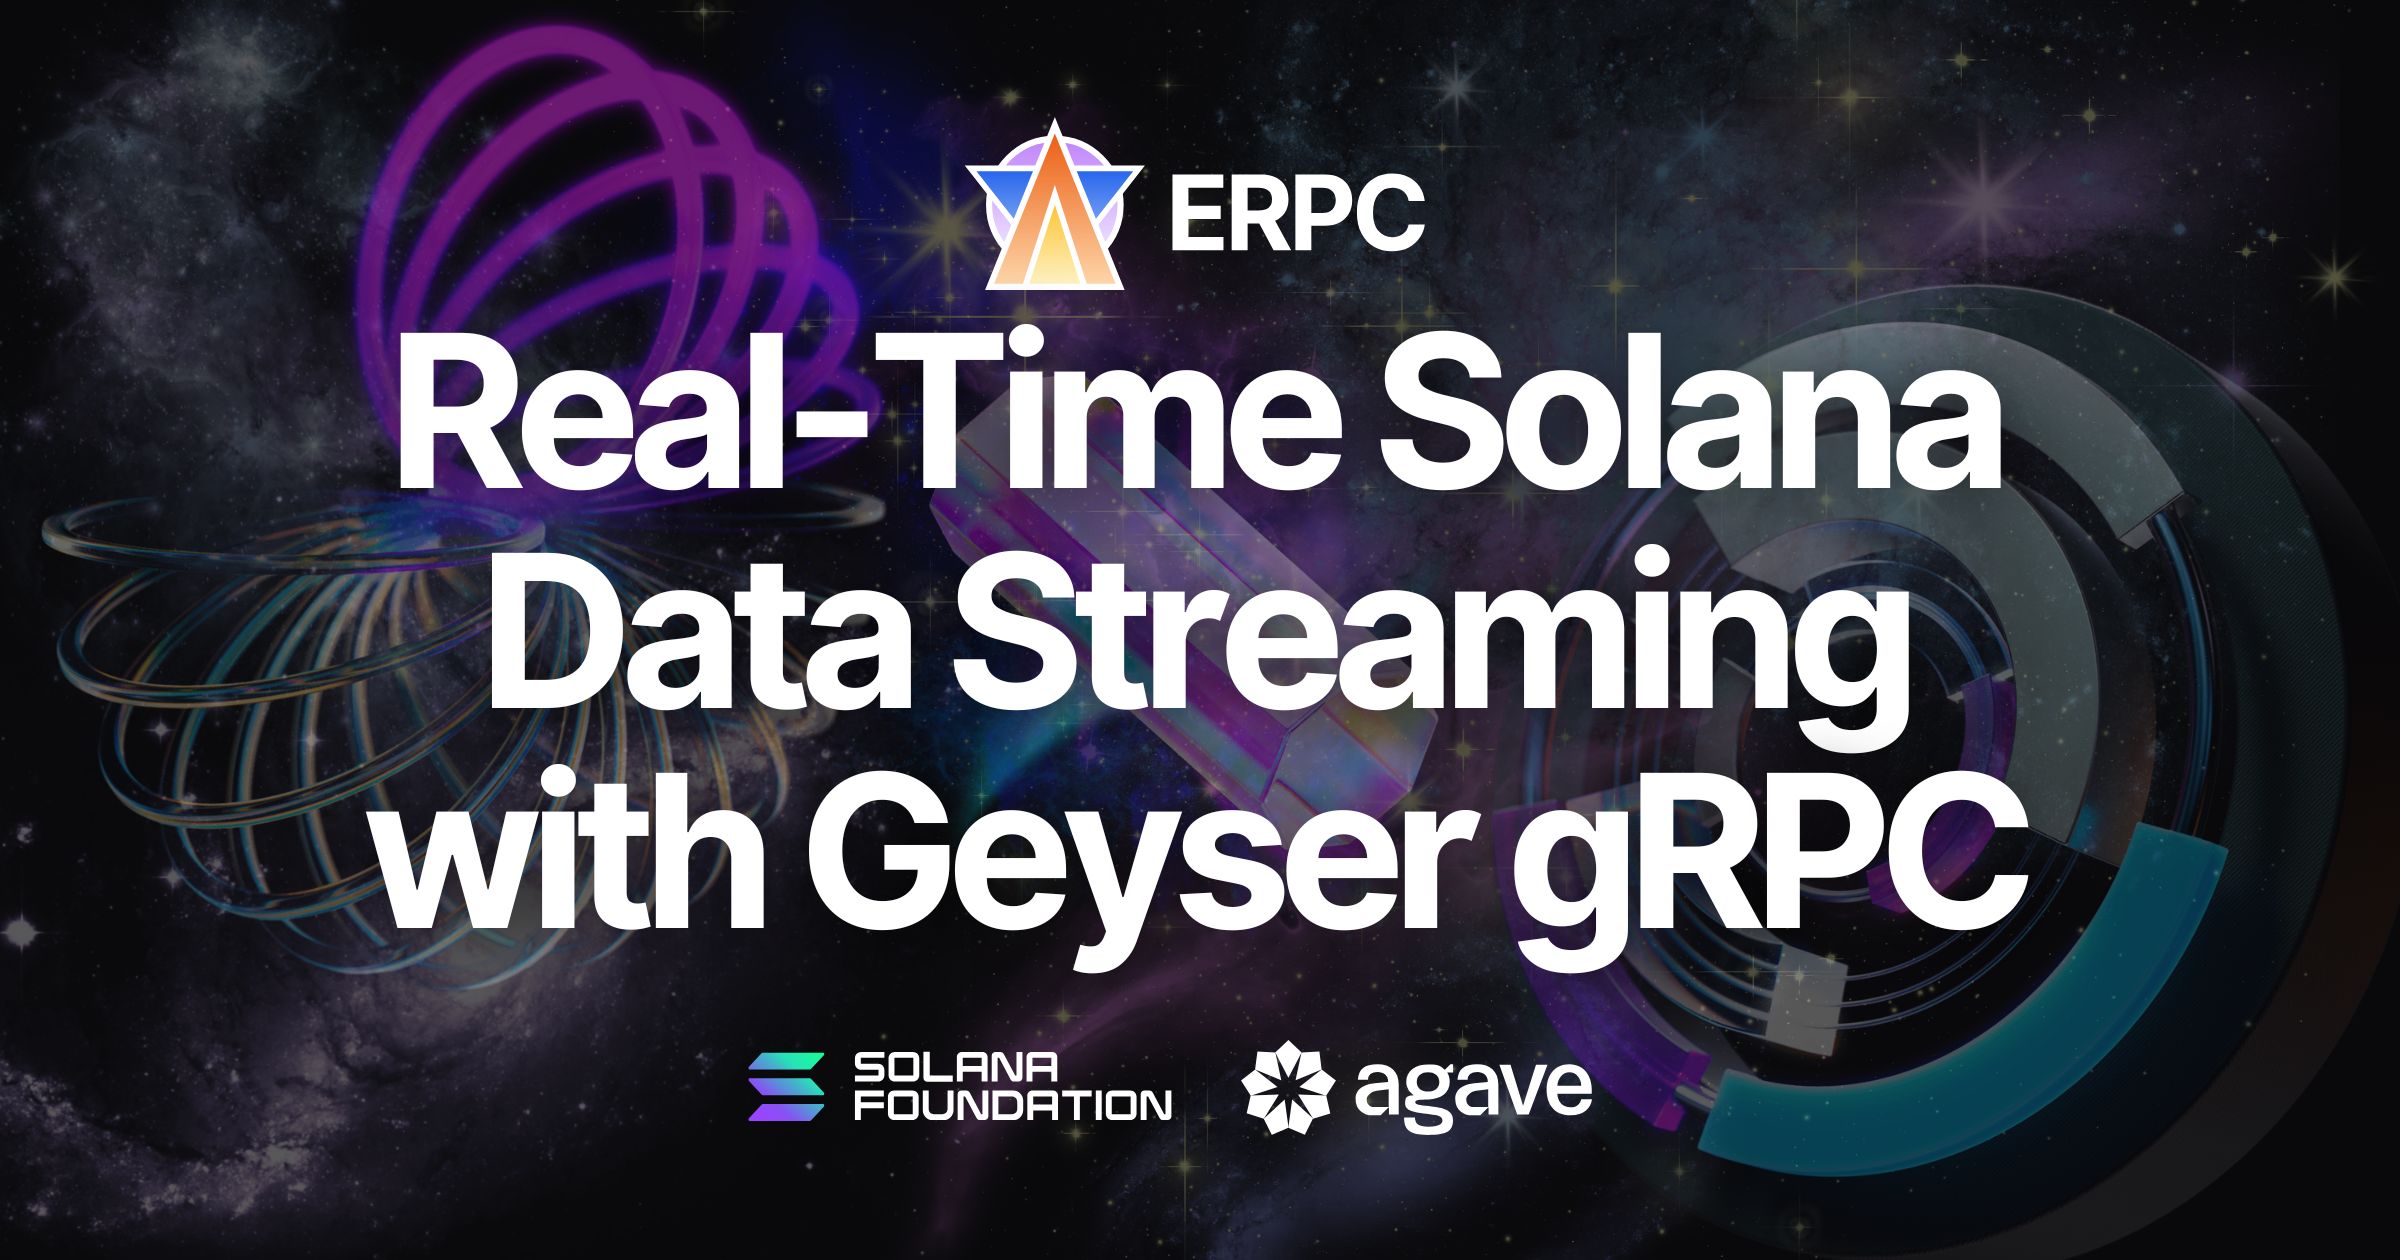 ERPC
Real-Time Solana
Data Streaming
with Geyser gRPC
SOLANA
FOUNDATION
agave